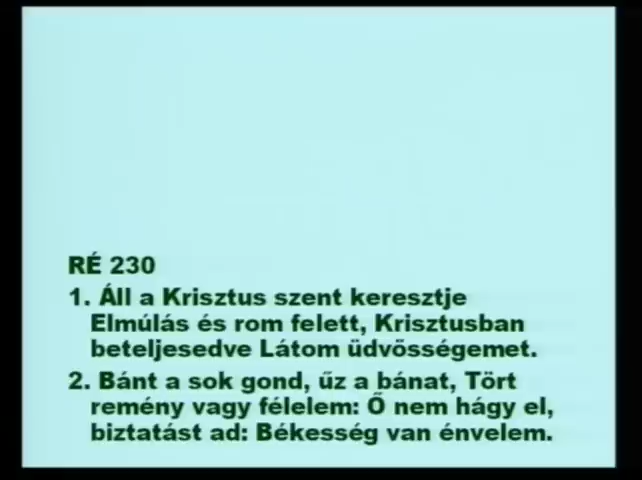 RÉ 230
1. Áll a Krisztus szent keresztje
Elmúlás és rom felett, Krisztusban
beteljesedve Látom üdvösségemet.
2. Bánt a sok gond, űz a bánat, Tört
remény vagy félelem: Ő nem hágy el,
biztatást ad: Békesség van énvelem.